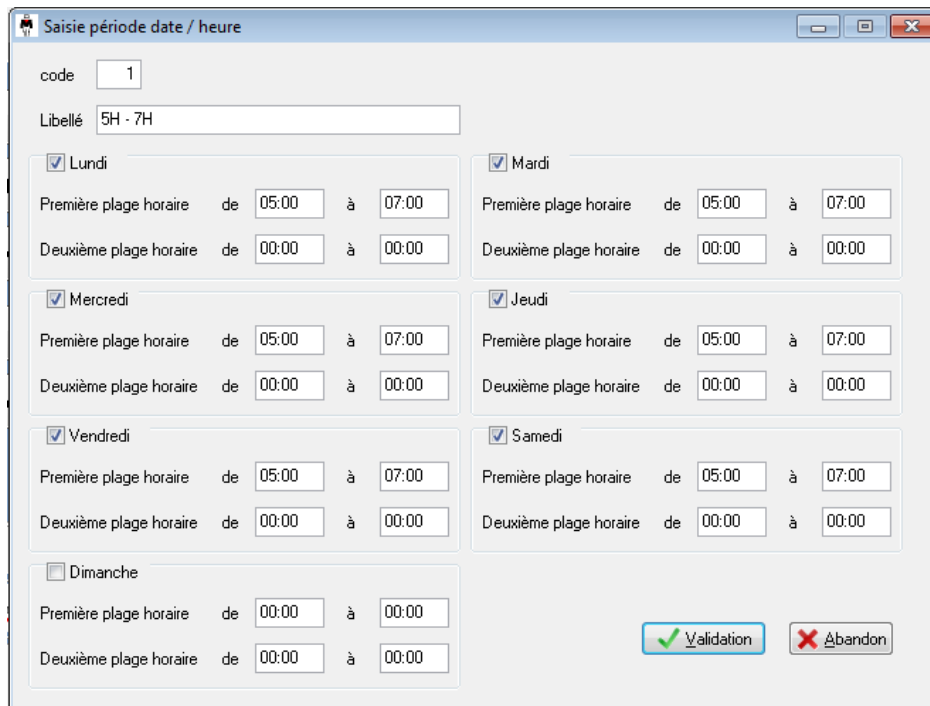 Saisie période date / heure
code 1
Libellé 5H - 7H
Lundi
Première plage horaire de 05:00 à 07:00
Deuxième plage horaire de 00:00 à 00:00
Mardi
Première plage horaire de 05:00 à 07:00
Deuxième plage horaire de 00:00 à 00:00
Mercredi
Première plage horaire de 05:00 à 07:00
Deuxième plage horaire de 00:00 à 00:00
Jeudi
Première plage horaire de 05:00 à 07:00
Deuxième plage horaire de 00:00 à 00:00
Vendredi
Première plage horaire de 05:00 à 07:00
Deuxième plage horaire de 00:00 à 00:00
Samedi
Première plage horaire de 05:00 à 07:00
Deuxième plage horaire de 00:00 à 00:00
Dimanche
Première plage horaire de 00:00 à 00:00
Deuxième plage horaire de 00:00 à 00:00
Validation
Abandon